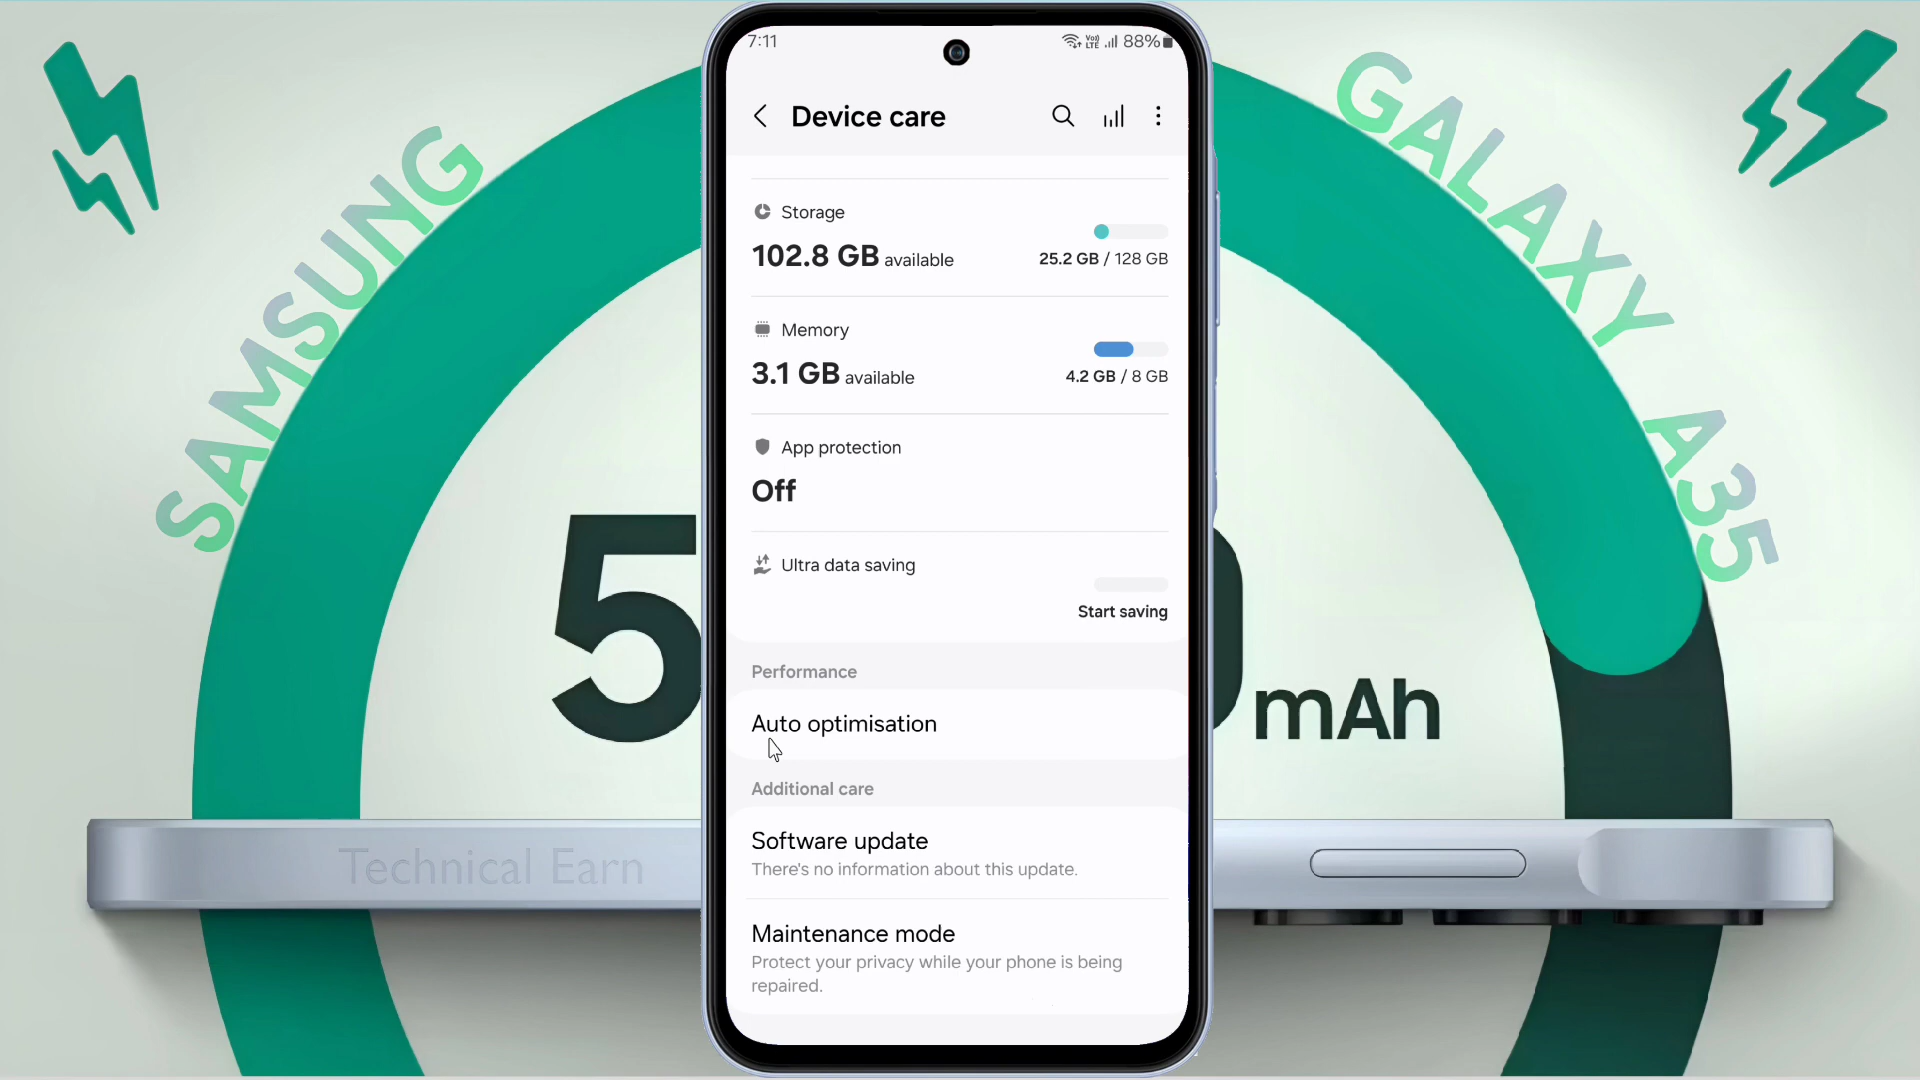 SAMSUNG
GALAXY A35
7:11
Vo)) LTE 88%
Device care
Storage
102.8 GB available
25.2 GB / 128 GB
Memory
3.1 GB available
4.2 GB / 8 GB
App protection
Off
Ultra data saving
Start saving
Performance
Auto optimisation
5
mAh
Additional care
Software update
There's no information about this update.
Technical Earn
Maintenance mode
Protect your privacy while your phone is being
repaired.